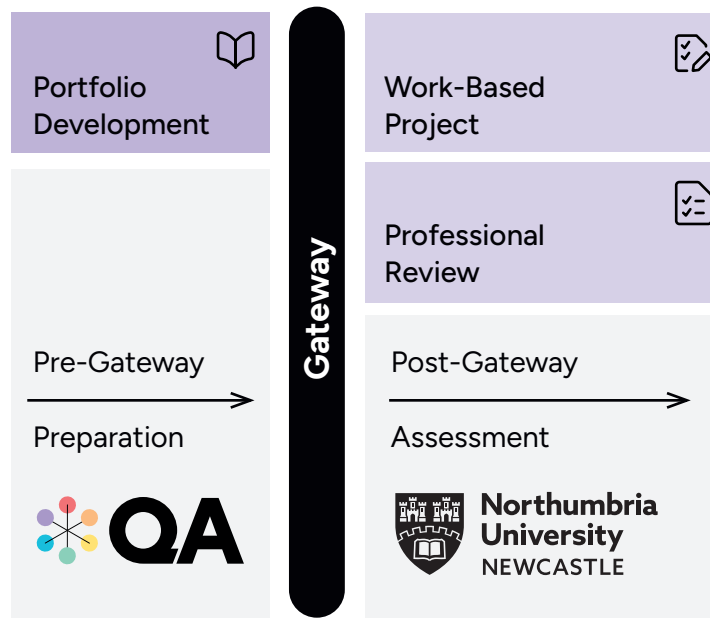 Portfolio
Development
Pre-Gateway
Preparation
QA
Gateway
Work-Based
Project
Professional
Review
Post-Gateway
Assessment
Northumbria
University
NEWCASTLE